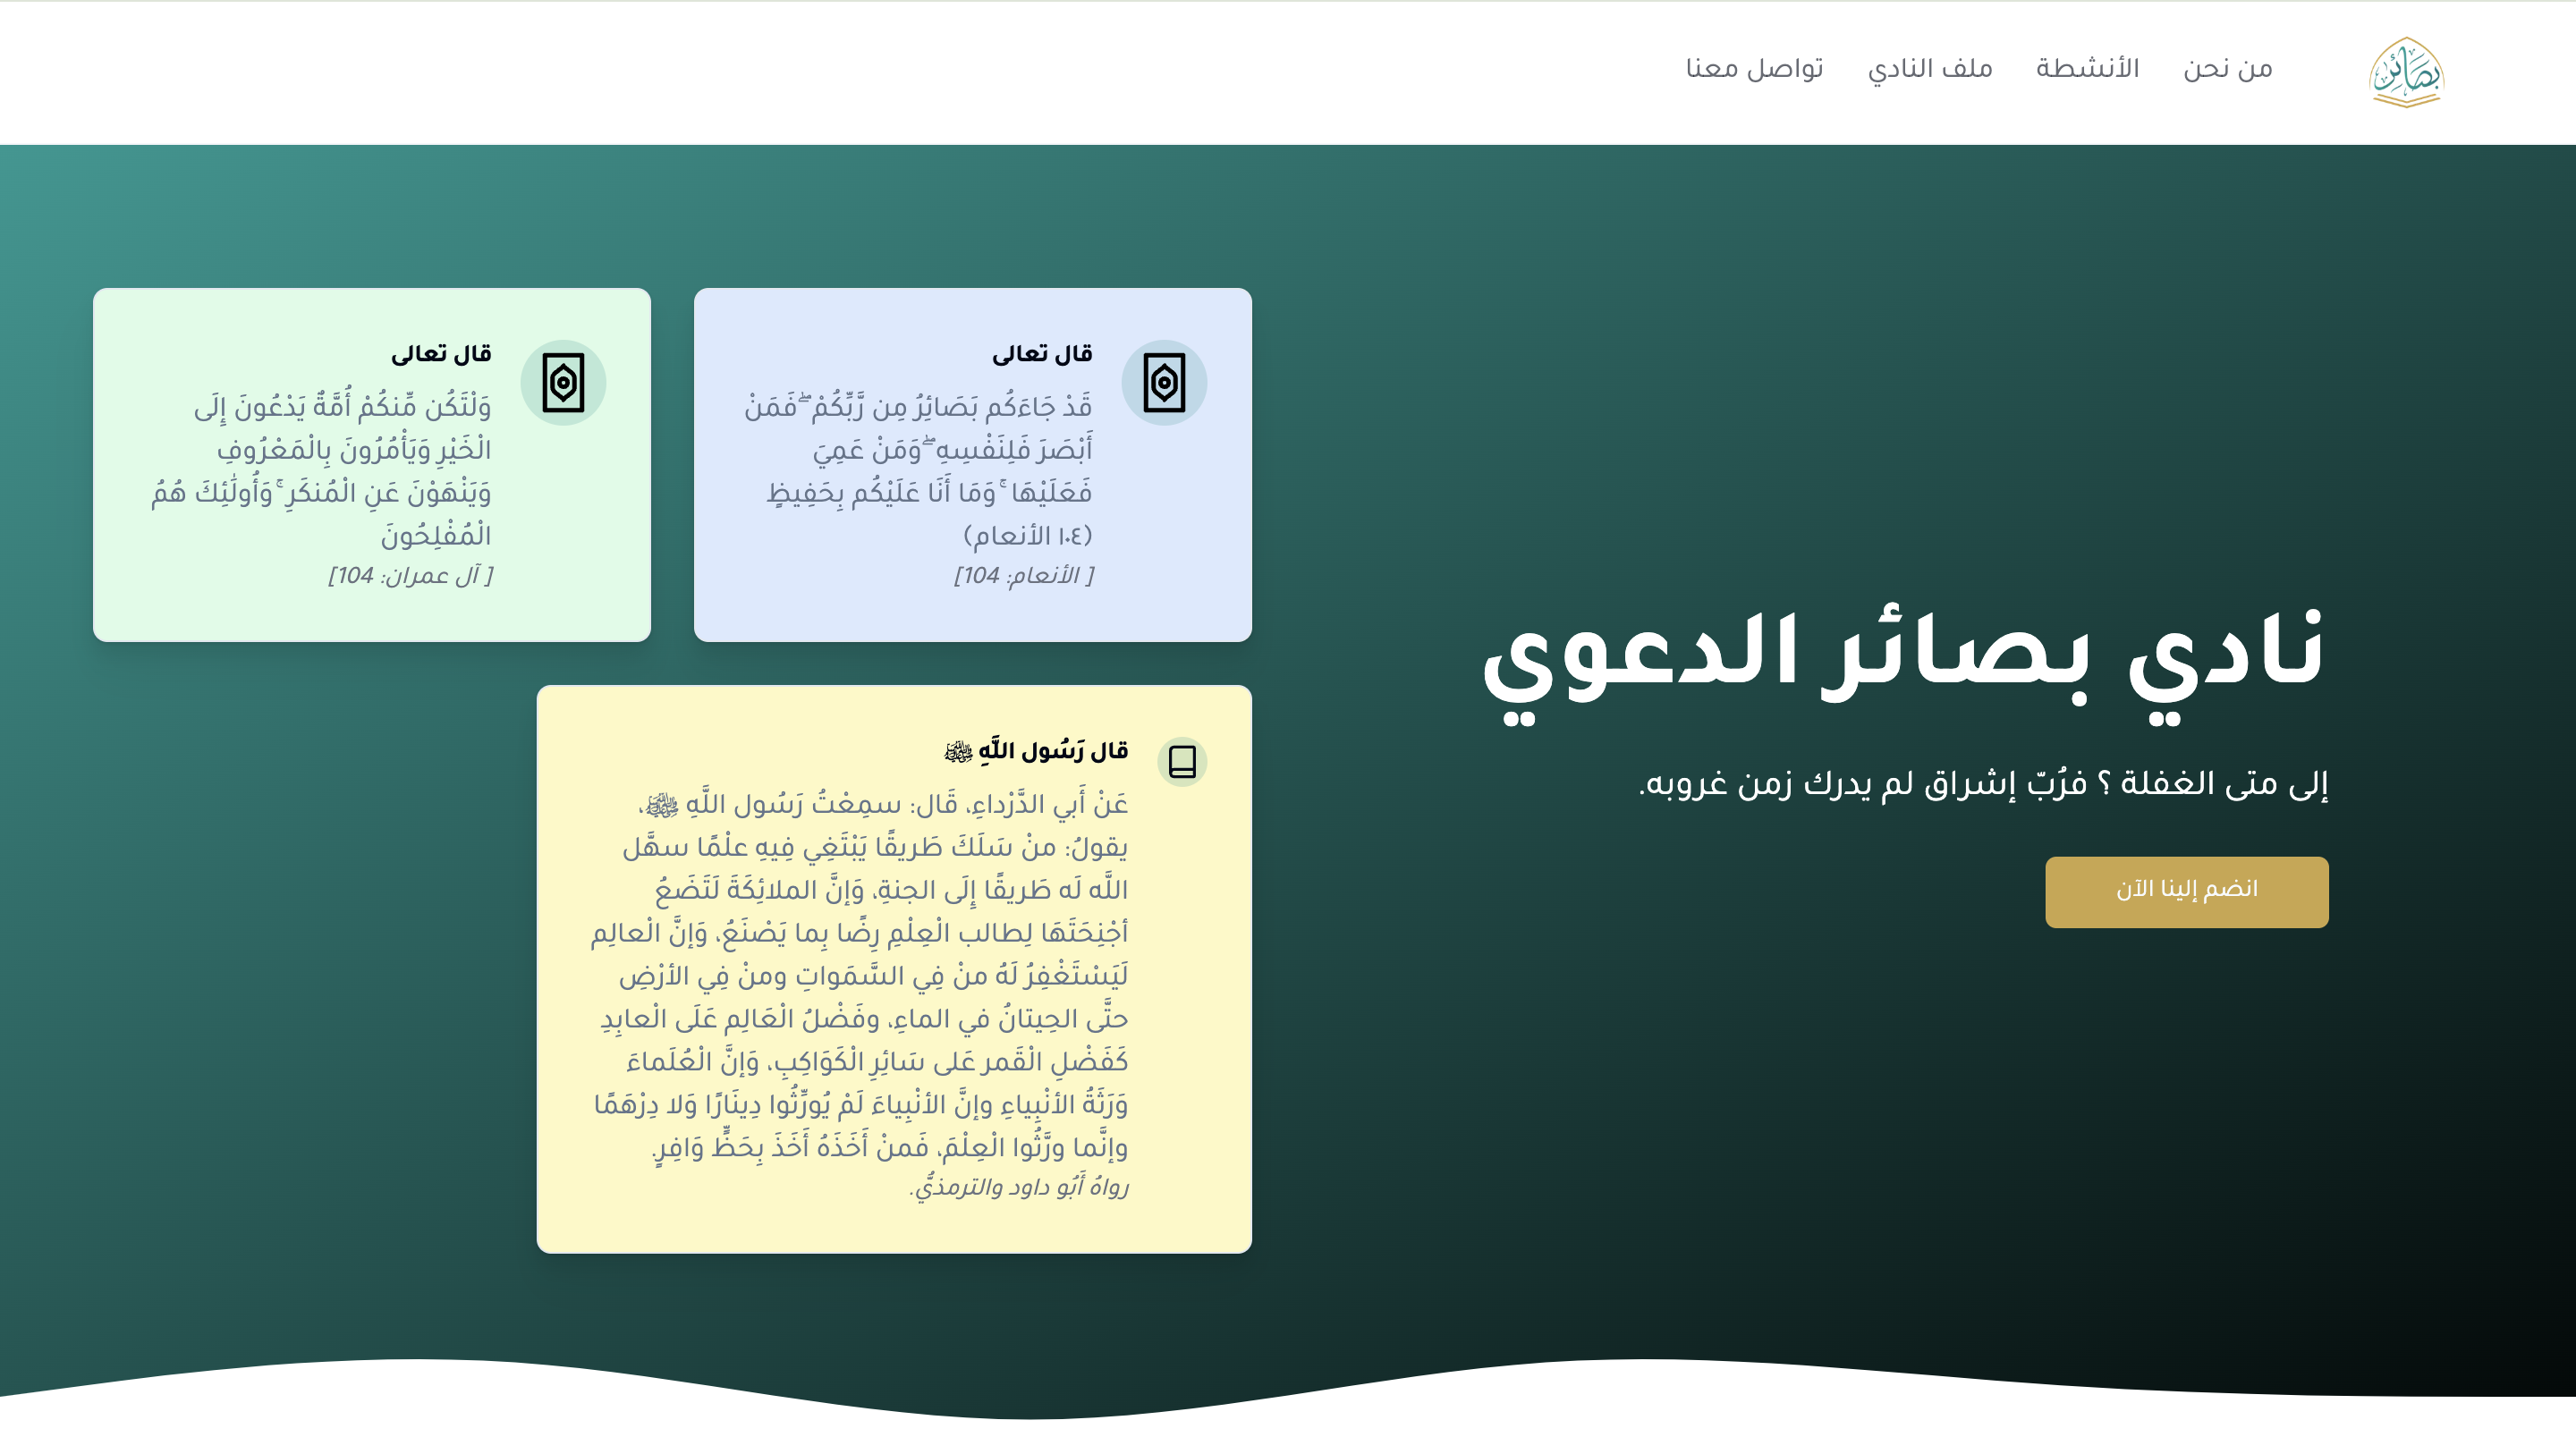 بصائر
من نحن
الأنشطة
ملف النادي
تواصل معنا
نادي بصائر الدعوي
إلى متى الغفلة ؟ فرُبّ إشراق لم يدرك زمن غروبه.
انضم إلينا الآن
قال تعالى
قَدْ جَاءَكُم بَصَائِرُ مِن رَّبِّكُمْ ۖ فَمَنْ
أَبْصَرَ فَلِنَفْسِهِ ۖ وَمَنْ عَمِيَ
فَعَلَيْهَا ۚ وَمَا أَنَا عَلَيْكُم بِحَفِيظٍ
(١٠٤ الأنعام)
[ الأنعام: 104]
قال تعالى
وَلْتَكُن مِّنكُمْ أُمَّةٌ يَدْعُونَ إِلَى
الْخَيْرِ وَيَأْمُرُونَ بِالْمَعْرُوفِ
وَيَنْهَوْنَ عَنِ الْمُنكَرِ ۚ وَأُولَٰئِكَ هُمُ
الْمُفْلِحُونَ
[ آل عمران: 104]
قال رَسُول اللَّهِ ﷺ
عَنْ أَبي الدَّرْداءِ، قَال: سمِعْتُ رَسُول اللَّهِ ﷺ،
يقولُ: منْ سَلَكَ طَريقًا يَبْتَغِي فِيهِ علْمًا سهَّل
اللَّه لَه طَريقًا إِلَى الجنةِ، وَإنَّ الملائِكَةَ لَتَضَعُ
أجْنِحَتَهَا لِطالب الْعِلْمِ رِضًا بِما يَصْنَعُ، وَإنَّ الْعالِم
لَيَسْتَغْفِرُ لَهُ منْ فِي السَّمَواتِ ومنْ فِي الأرْضِ
حتَّى الحِيتانُ في الماءِ، وفَضْلُ الْعَالِم عَلَى الْعابِدِ
كَفَضْلِ الْقَمر عَلى سَائِرِ الْكَوَاكِبِ، وَإنَّ الْعُلَماءَ
وَرَثَةُ الأنْبِياءِ وإنَّ الأنْبِياءَ لَمْ يُورِّثُوا دِينَارًا وَلا دِرْهَمًا
وإنَّما ورَّثُوا الْعِلْمَ، فَمنْ أَخَذَهُ أَخَذَ بِحَظٍّ وَافِرٍ.
رواهُ أَبُو داود والترمذيُّ.